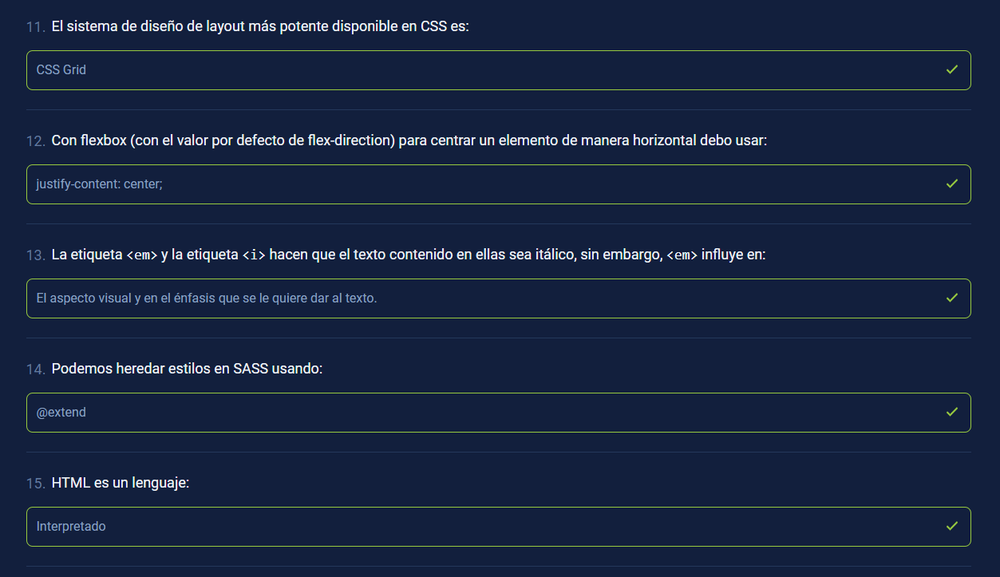 11. El sistema de diseño de layout más potente disponible en CSS es:
CSS Grid
12. Con flexbox (con el valor por defecto de flex-direction) para centrar un elemento de manera horizontal debo usar:
justify-content: center;
13. La etiqueta <em> y la etiqueta <i> hacen que el texto contenido en ellas sea itálico, sin embargo, <em> influye en:
El aspecto visual y en el énfasis que se le quiere dar al texto.
14. Podemos heredar estilos en SASS usando:
@extend
15. HTML es un lenguaje:
Interpretado